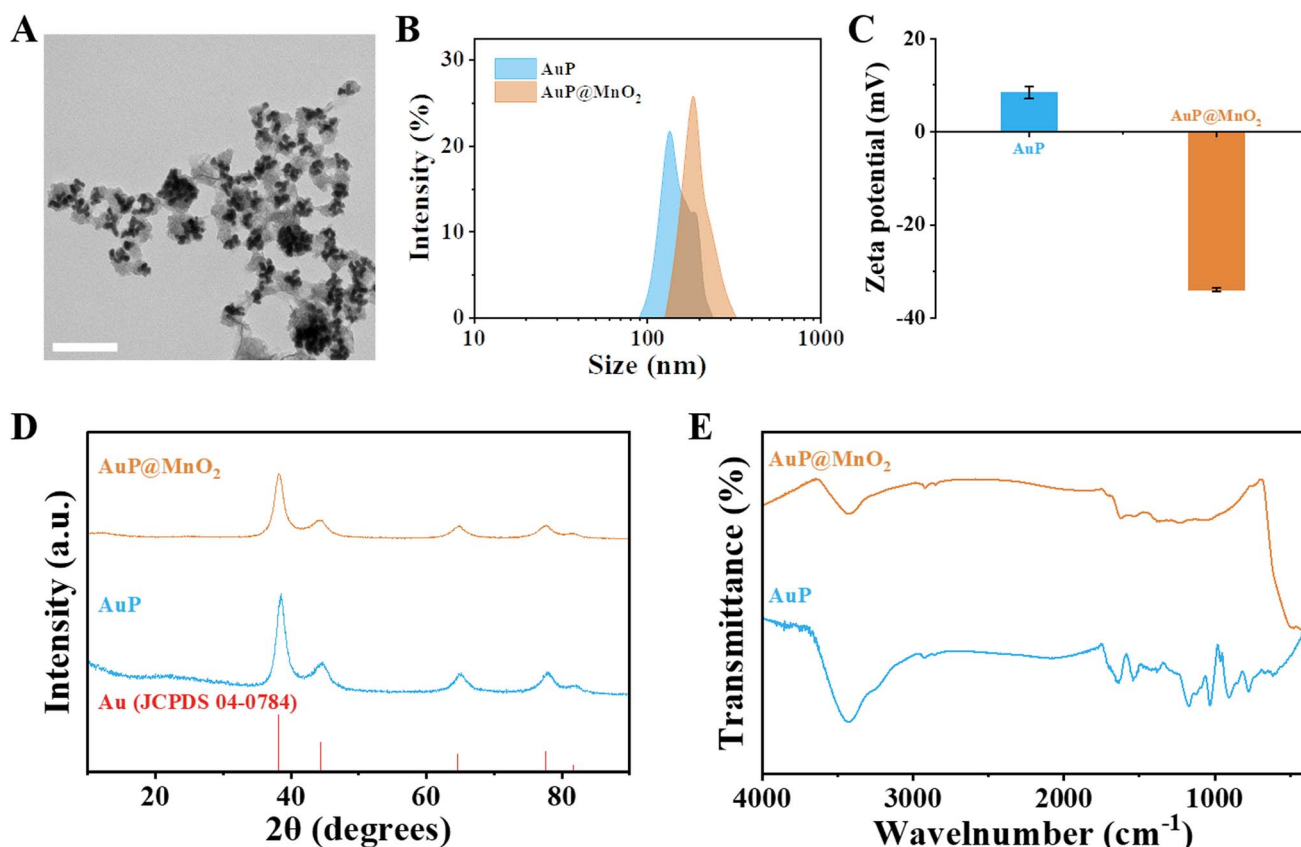 A
B
30
20
10
0
Intensity (%)
AuP
AuP@MnO₂
10
100
1000
Size (nm)
C
20
0
-20
-40
Zeta potential (mV)
AuP
AuP@MnO₂
D
Intensity (a.u.)
AuP@MnO₂
AuP
Au (JCPDS 04-0784)
20
40
60
80
2θ (degrees)
E
Transmittance (%)
AuP@MnO₂
AuP
4000
3000
2000
1000
Wavelnumber (cm⁻¹)